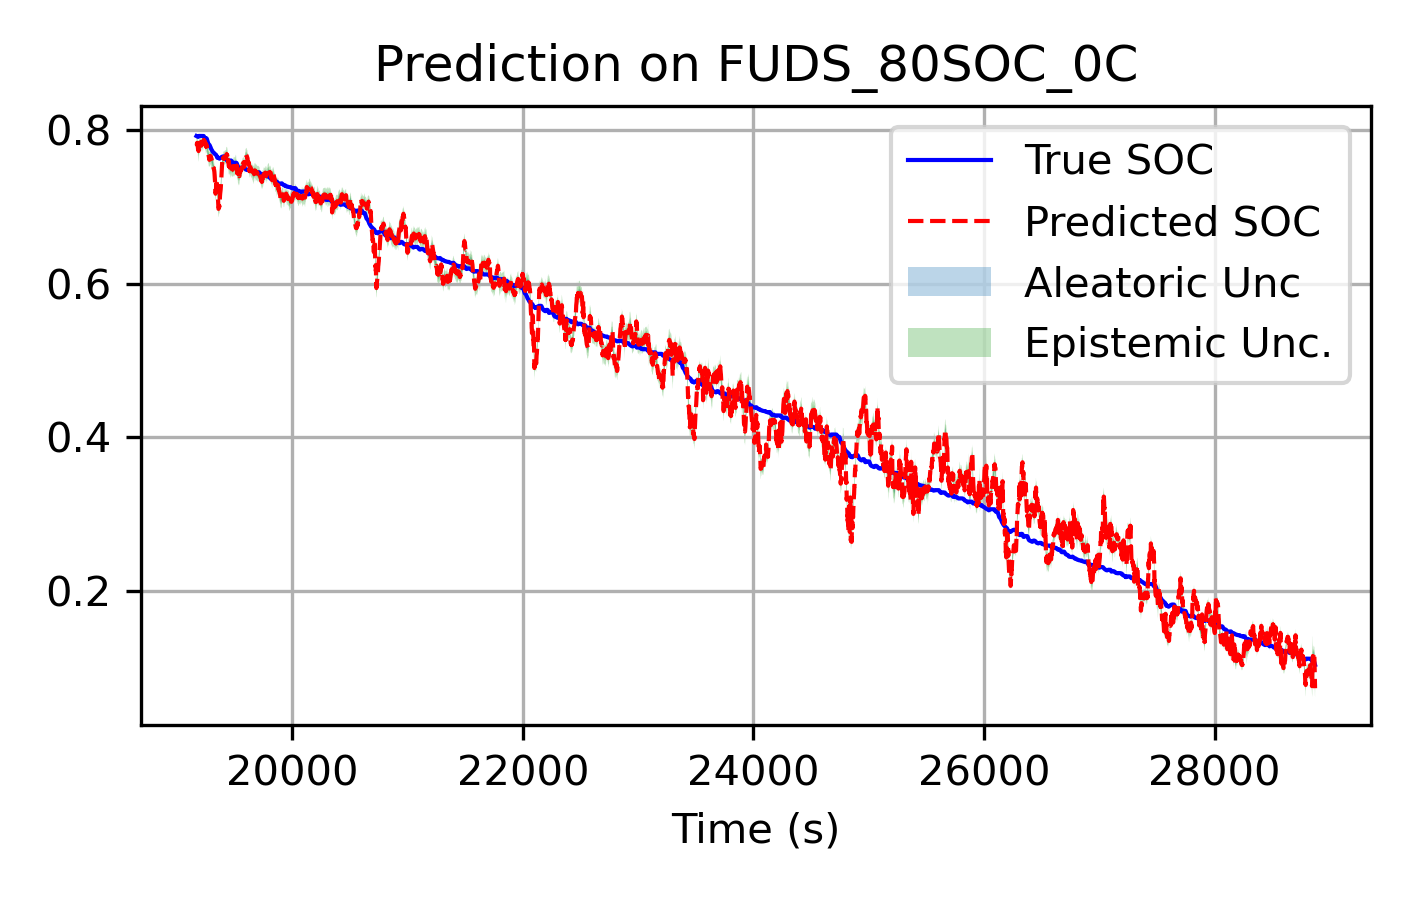 Prediction on FUDS_80SOC_0C
0.8
0.6
0.4
0.2
True SOC
Predicted SOC
Aleatoric Unc
Epistemic Unc.
20000 22000 24000 26000 28000
Time (s)